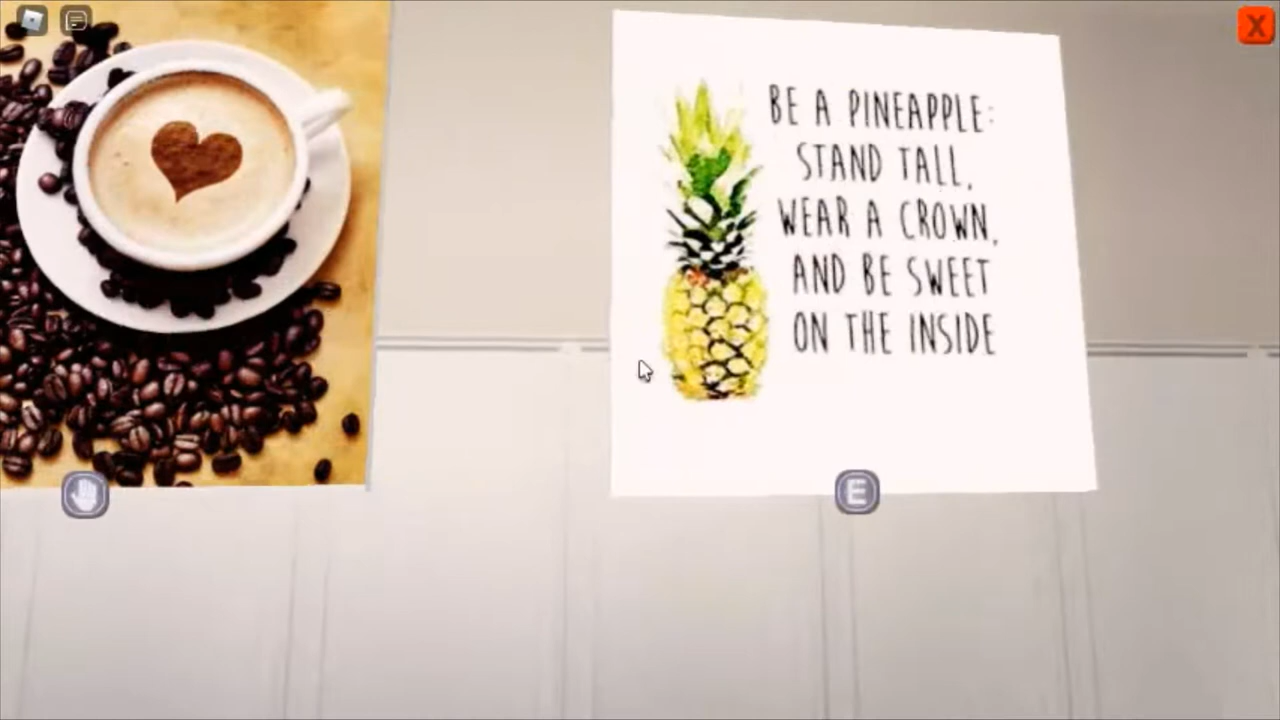 BE A PINEAPPLE:
STAND TALL,
WEAR A CROWN,
AND BE SWEET
ON THE INSIDE
E
X